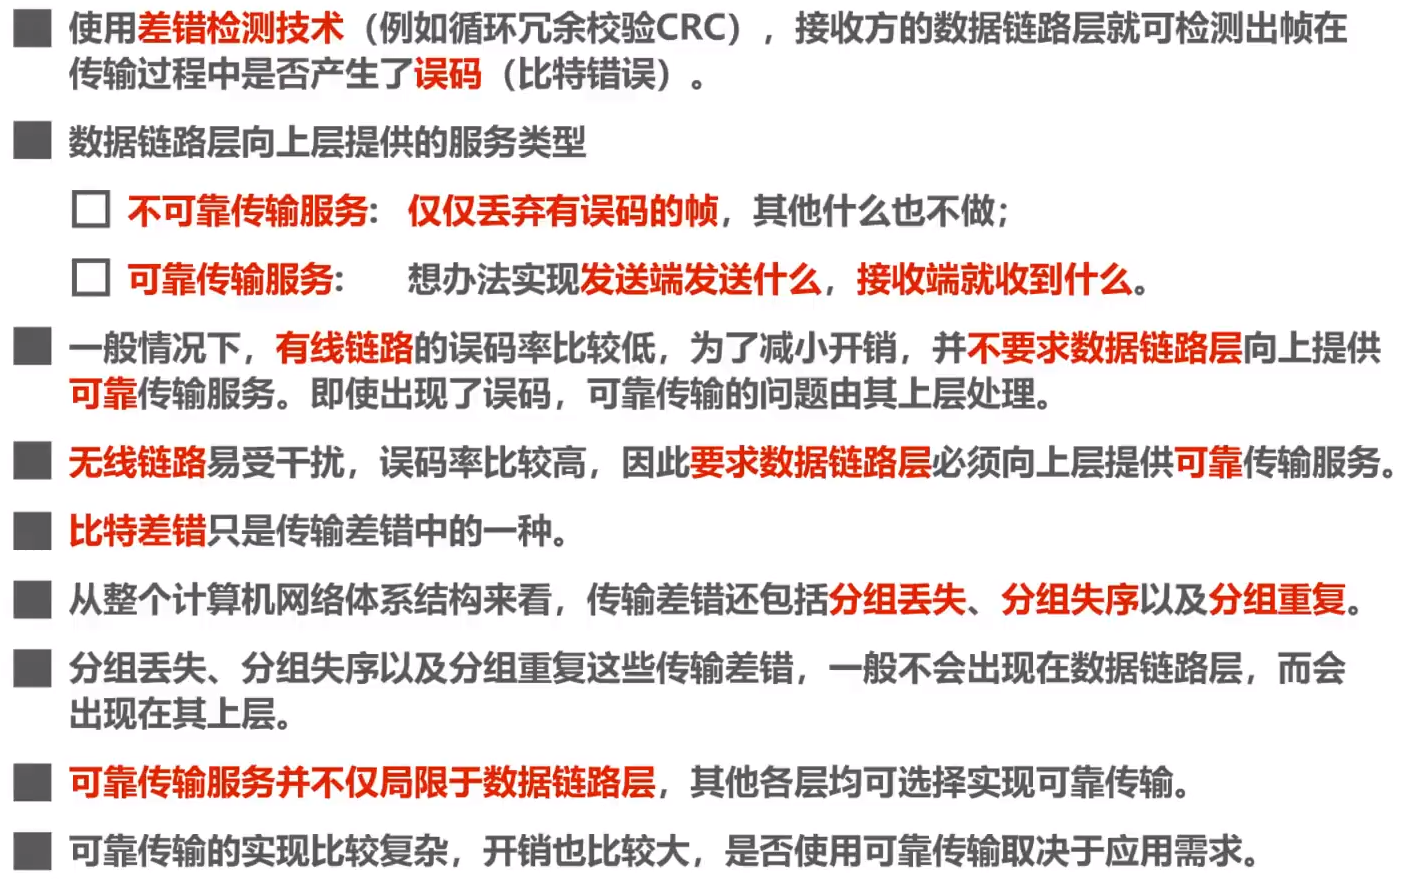 使用差错检测技术（例如循环冗余校验CRC），接收方的数据链路层就可检测出帧在
传输过程中是否产生了误码（比特错误）。
数据链路层向上层提供的服务类型
不可靠传输服务： 仅仅丢弃有误码的帧，其他什么也不做；
可靠传输服务： 想办法实现发送端发送什么，接收端就收到什么。
一般情况下，有线链路的误码率比较低，为了减小开销，并不要求数据链路层向上提供
可靠传输服务。即使出现了误码，可靠传输的问题由其上层处理。
无线链路易受干扰，误码率比较高，因此要求数据链路层必须向上层提供可靠传输服务。
比特差错只是传输差错中的一种。
从整个计算机网络体系结构来看，传输差错还包括分组丢失、分组失序以及分组重复。
分组丢失、分组失序以及分组重复这些传输差错，一般不会出现在数据链路层，而会
出现在其上层。
可靠传输服务并不仅局限于数据链路层，其他各层均可选择实现可靠传输。
可靠传输的实现比较复杂，开销也比较大，是否使用可靠传输取决于应用需求。